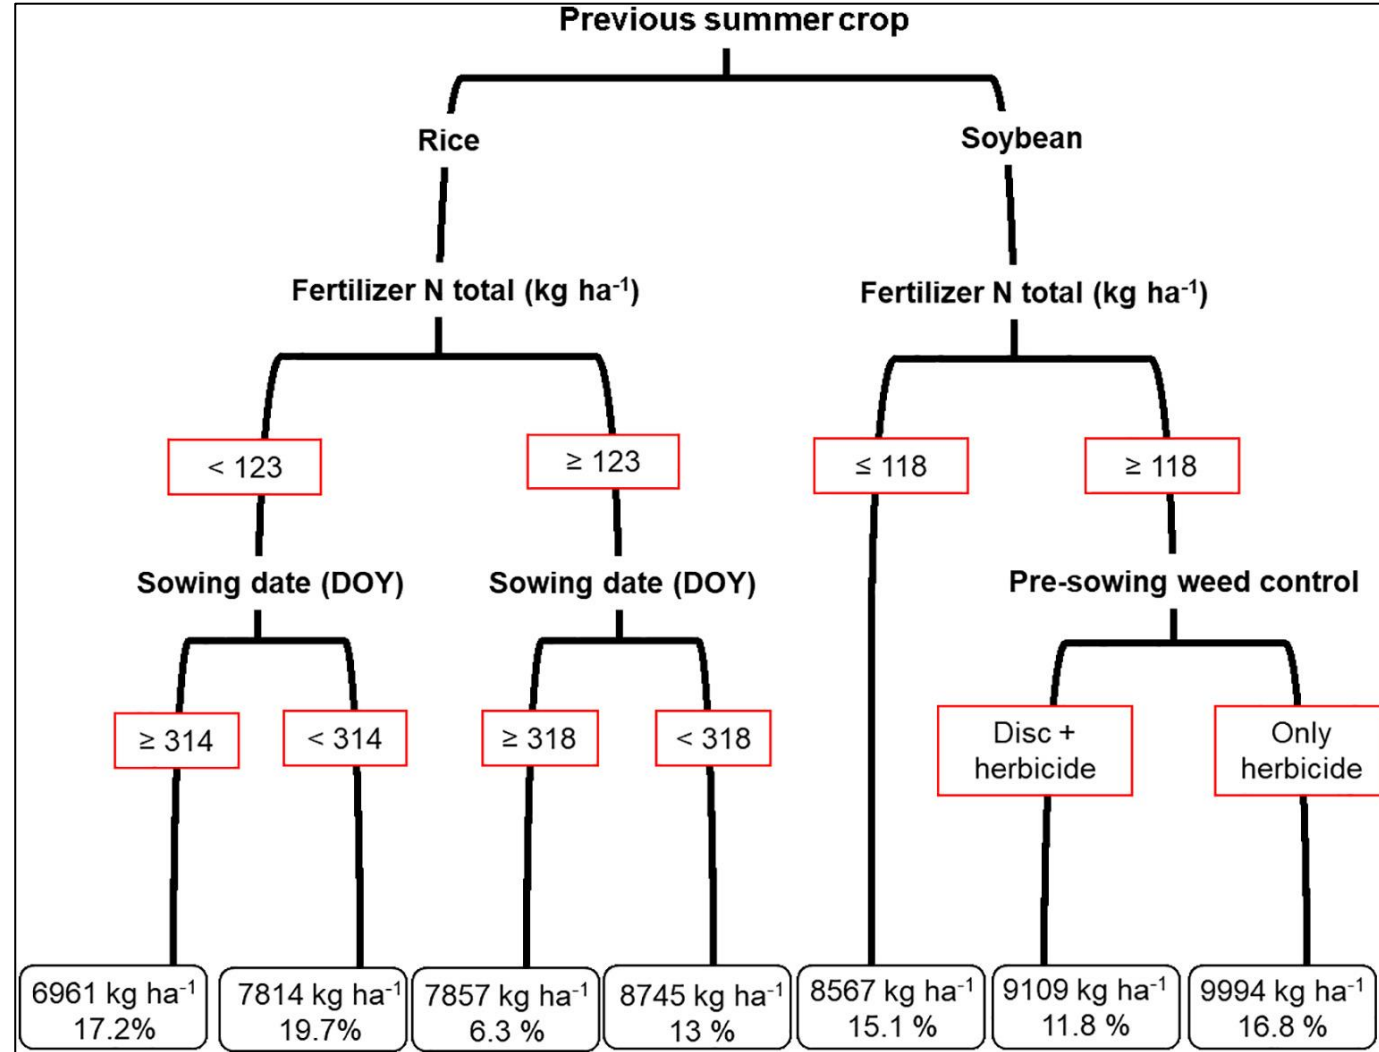 Previous summer crop
Rice
Soybean
Fertilizer N total (kg ha⁻¹)
Fertilizer N total (kg ha⁻¹)
< 123
≥ 123
≤ 118
≥ 118
Sowing date (DOY)
Sowing date (DOY)
Pre-sowing weed control
≥ 314
< 314
≥ 318
< 318
Disc +
herbicide
Only
herbicide
6961 kg ha⁻¹
17.2%
7814 kg ha⁻¹
19.7%
7857 kg ha⁻¹
6.3 %
8745 kg ha⁻¹
13 %
8567 kg ha⁻¹
15.1 %
9109 kg ha⁻¹
11.8 %
9994 kg ha⁻¹
16.8 %